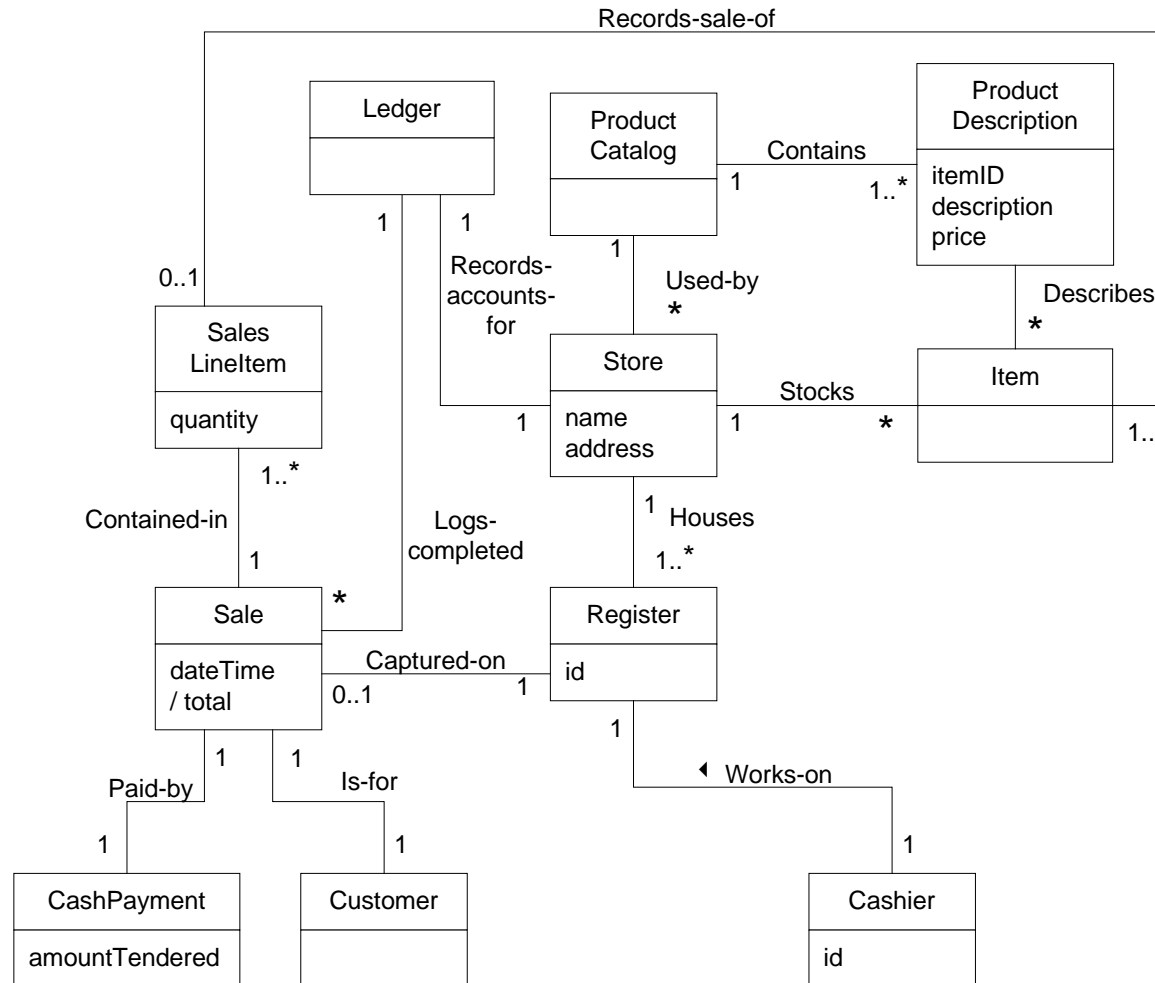 Records-sale-of
Ledger
Product
Catalog
Product
Description
itemID
description
price
Contains
1
1..*
1
1
1
Records-
accounts-
for
Used-by
*
Describes
*
0..1
Sales
LineItem
quantity
Store
name
address
Stocks
1
1
*
Item
1..
1..*
Contained-in
1
Logs-
completed
*
1
Houses
1..*
Sale
dateTime
/ total
Captured-on
0..1
1
Register
id
1
1
1
Paid-by
Is-for
◄ Works-on
1
1
1
CashPayment
amountTendered
Customer
Cashier
id